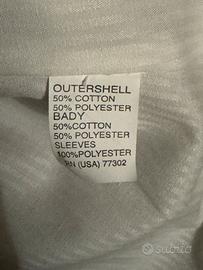 OUTERSHELL
50% COTTON
50% POLYESTER
BADY
50%COTTON
50% POLYESTER
SLEEVES
100%POLYESTER
RN (USA) 77302
subito